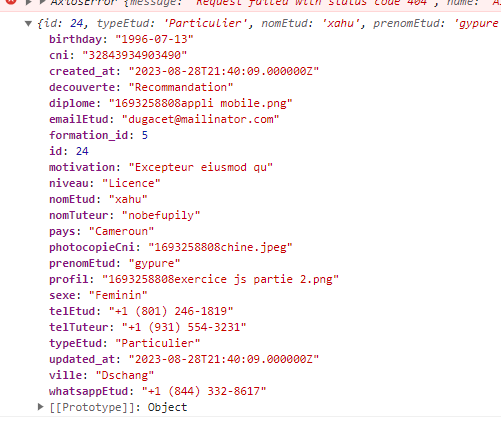 AxiosError {message: 'Request failed with status code 404', name: 'A
{id: 24, typeEtud: 'Particulier', nomEtud: 'xahu', prenomEtud: 'gypure
birthday: "1996-07-13"
cni: "32843934903490"
created_at: "2023-08-28T21:40:09.000000Z"
decouverte: "Recommandation"
diplome: "1693258808appli mobile.png"
emailEtud: "dugacet@mailinator.com"
formation_id: 5
id: 24
motivation: "Excepteur eiusmod qu"
niveau: "Licence"
nomEtud: "xahu"
nomTuteur: "nobefupily"
pays: "Cameroun"
photocopieCni: "1693258808chine.jpeg"
prenomEtud: "gypure"
profil: "1693258808exercice js partie 2.png"
sexe: "Feminin"
telEtud: "+1 (801) 246-1819"
telTuteur: "+1 (931) 554-3231"
typeEtud: "Particulier"
updated_at: "2023-08-28T21:40:09.000000Z"
ville: "Dschang"
whatsappEtud: "+1 (844) 332-8617"
[[Prototype]]: Object